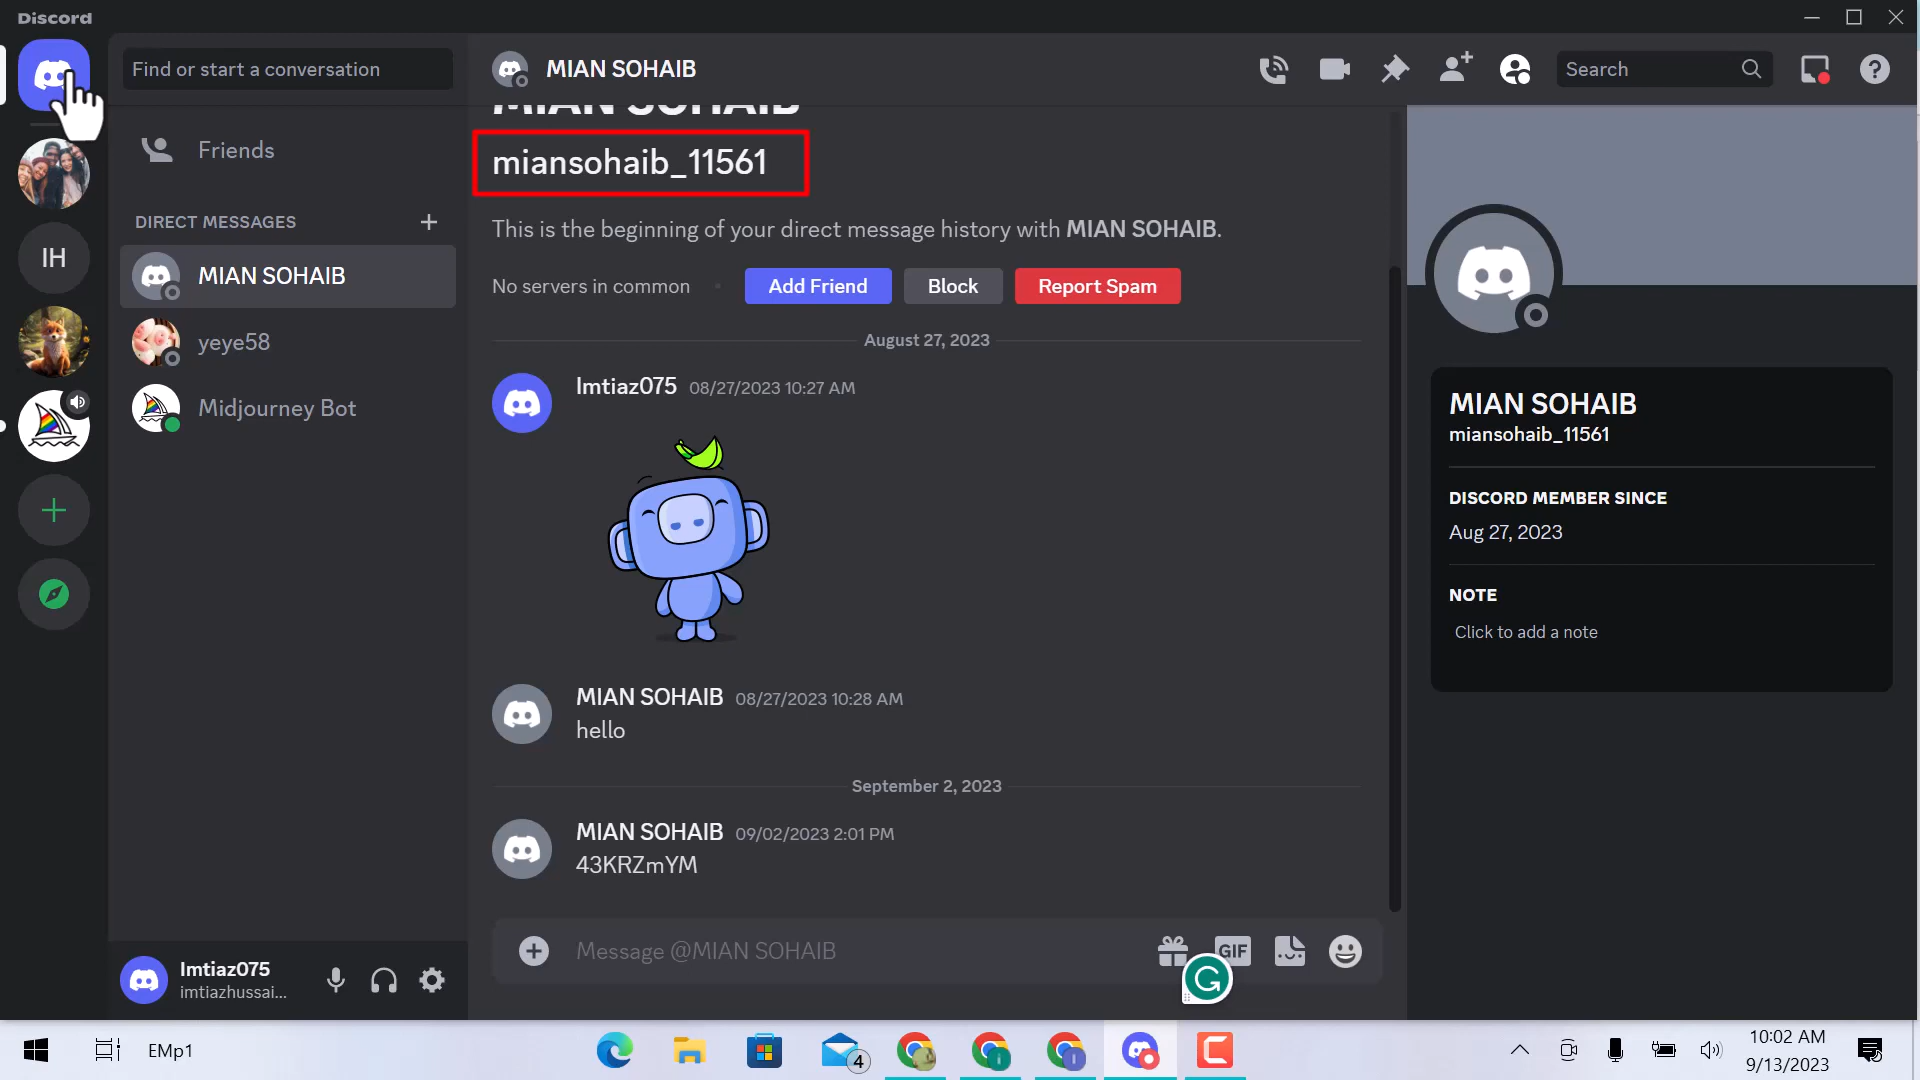 Discord
Find or start a conversation
MIAN SOHAIB
Search
MIAN SOHAIB
miansohaib_11561
Friends
This is the beginning of your direct message history with MIAN SOHAIB.
DIRECT MESSAGES
IH
MIAN SOHAIB
No servers in common
Add Friend
Block
Report Spam
yeye58
August 27, 2023
Imtiaz075 08/27/2023 10:27 AM
Midjourney Bot
MIAN SOHAIB
miansohaib_11561
DISCORD MEMBER SINCE
Aug 27, 2023
NOTE
Click to add a note
MIAN SOHAIB 08/27/2023 10:28 AM
hello
September 2, 2023
MIAN SOHAIB 09/02/2023 2:01 PM
43KRZmYM
Message @MIAN SOHAIB
GIF
Imtiaz075
imtiazhussai...
EMp1
4
10:02 AM
9/13/2023